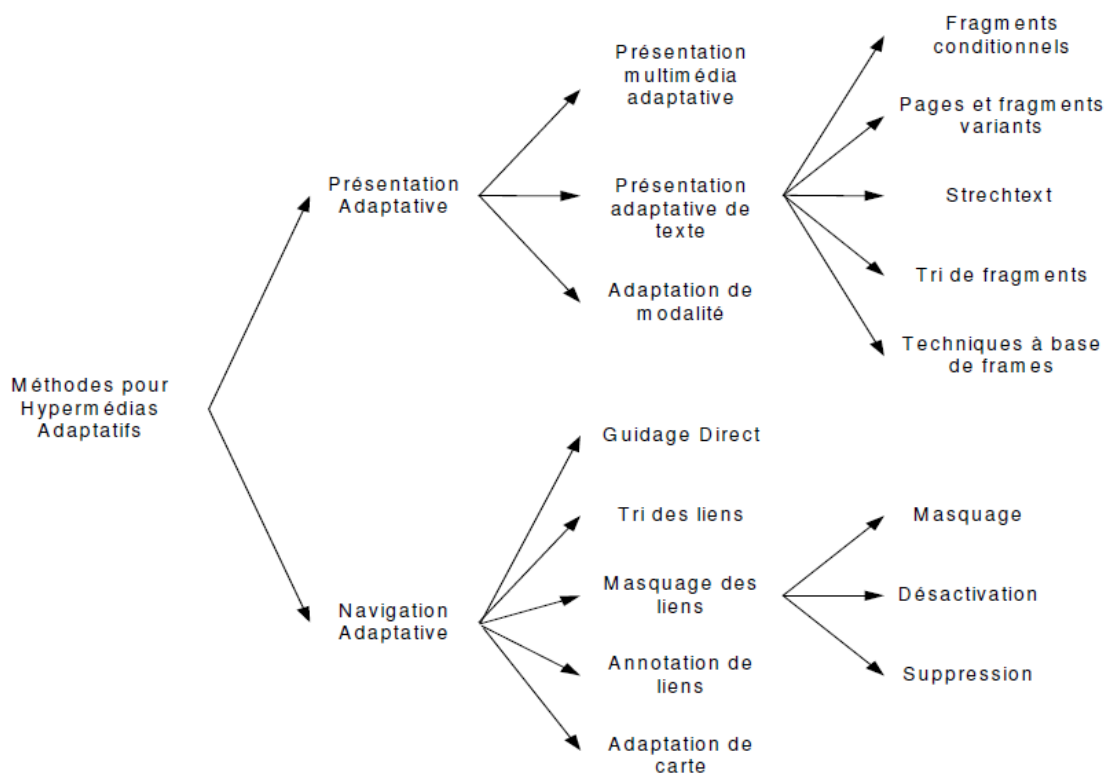 Méthodes pour
Hypermédias
Adaptatifs
Présentation
Adaptative
Présentation
multimédia
adaptative
Présentation
adaptative de
texte
Adaptation de
modalité
Fragments
conditionnels
Pages et fragments
variants
Strechtext
Tri de fragments
Techniques à base
de frames
Navigation
Adaptative
Guidage Direct
Tri des liens
Masquage des
liens
Annotation de
liens
Adaptation de
carte
Masquage
Désactivation
Suppression